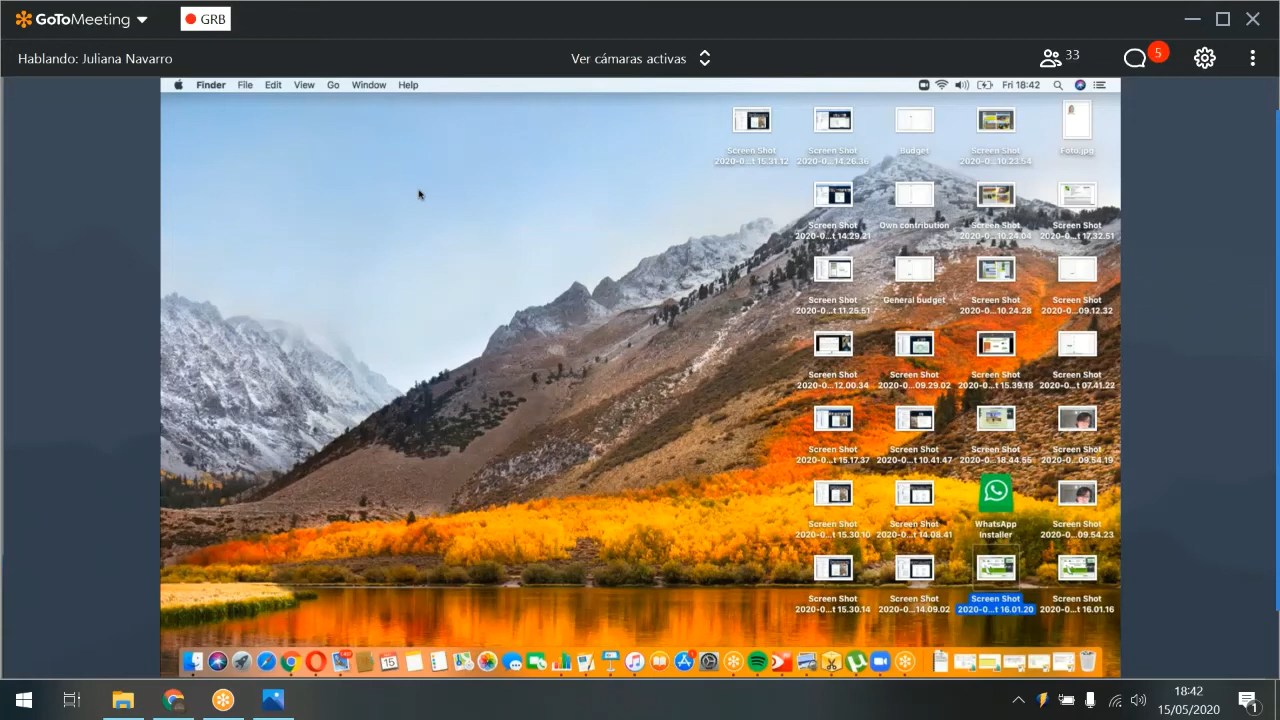 GoToMeeting
GRB
Hablando: Juliana Navarro
Ver cámaras activas
33
5
Finder File Edit View Go Window Help
Fri 18:42
Screen Shot
2020-0...t 15.31.12
Screen Shot
2020-0...t 14.26.36
Budget
Screen Shot
2020-0...t 10.23.54
Foto.jpg
Screen Shot
2020-0...t 14.29.21
Own contribution
Screen Shot
2020-0...t 10.24.04
Screen Shot
2020-0...t 17.32.51
Screen Shot
2020-0...t 11.25.51
General budget
Screen Shot
2020-0...t 10.24.28
Screen Shot
2020-0...t 09.12.32
Screen Shot
2020-0...12.00.34
Screen Shot
2020-0...09.29.02
Screen Shot
2020-0...t 15.39.18
Screen Shot
2020-0...t 07.41.22
Screen Shot
2020-0...t 15.17.37
Screen Shot
2020-0...t 10.41.47
Screen Shot
2020-0...18.44.55
Screen Shot
2020-0...09.54.19
Screen Shot
2020-0...t 15.30.10
Screen Shot
2020-0...t 14.08.41
WhatsApp
Installer
Screen Shot
2020-0...09.54.23
Screen Shot
2020-0...t 15.30.14
Screen Shot
2020-0...14.09.02
Screen Shot
2020-0...t 16.01.20
Screen Shot
2020-0...t 16.01.16
15
18:42
15/05/2020
1